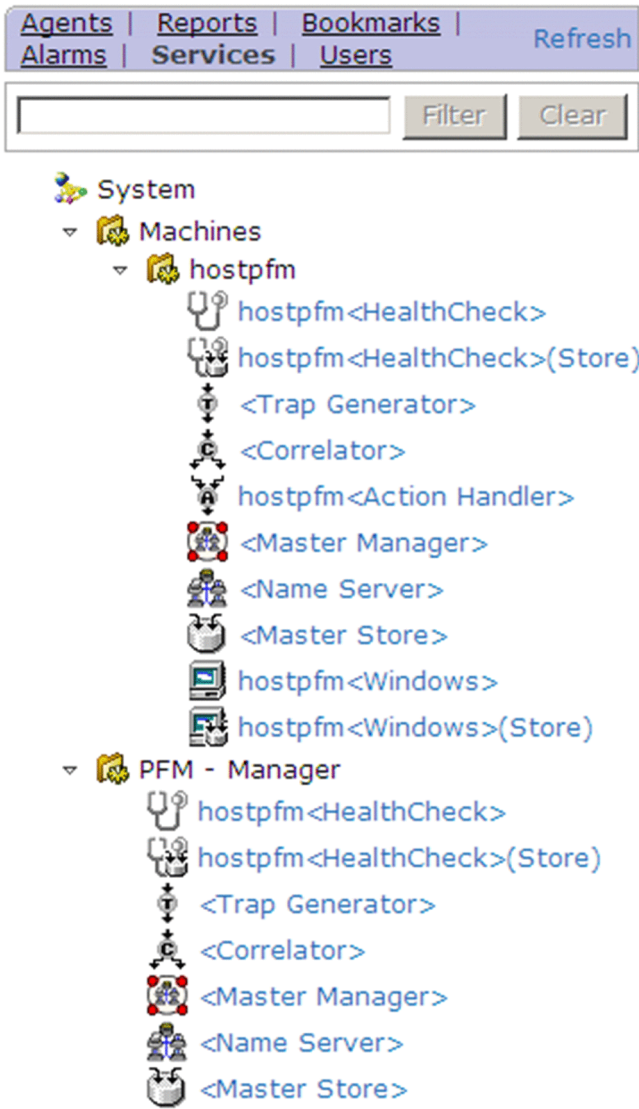 Agents | Reports | Bookmarks |
Alarms | Services | Users
Refresh
Filter
Clear
System
Machines
hostpfm
hostpfm<HealthCheck>
hostpfm<HealthCheck>(Store)
<Trap Generator>
<Correlator>
hostpfm<Action Handler>
<Master Manager>
<Name Server>
<Master Store>
hostpfm<Windows>
hostpfm<Windows>(Store)
PFM - Manager
hostpfm<HealthCheck>
hostpfm<HealthCheck>(Store)
<Trap Generator>
<Correlator>
<Master Manager>
<Name Server>
<Master Store>